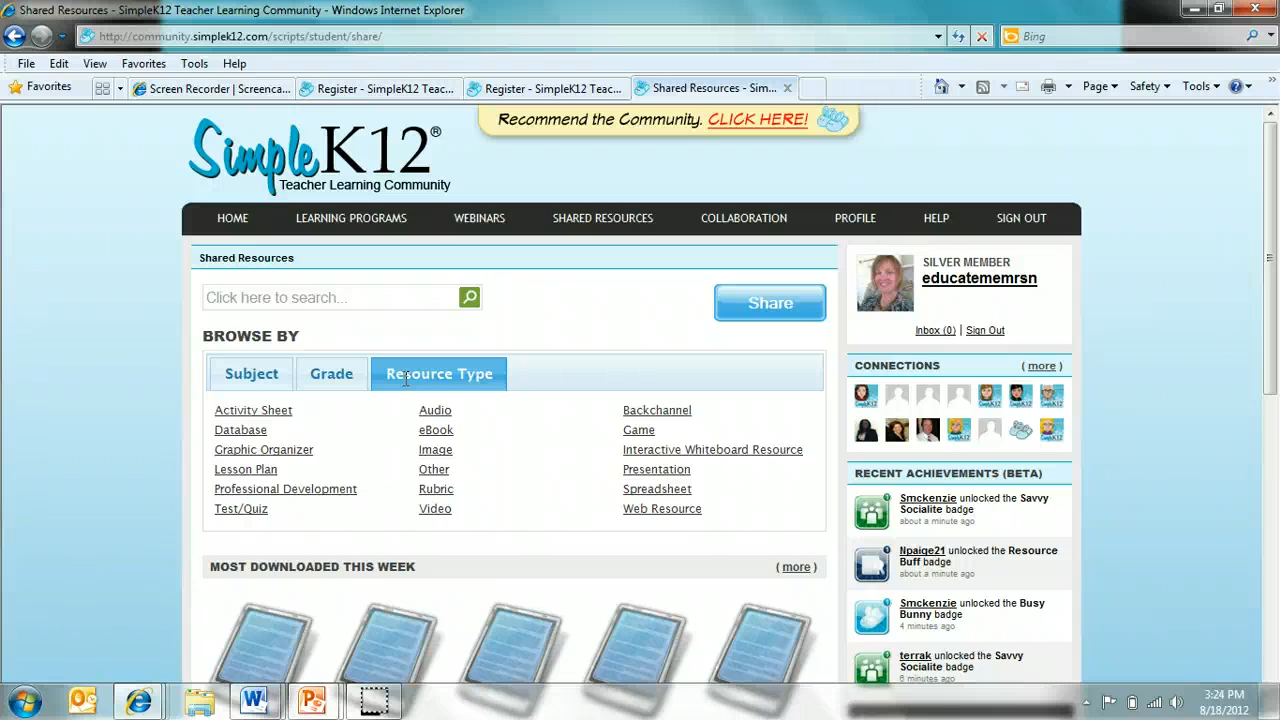 Shared Resources - SimpleK12 Teacher Learning Community - Windows Internet Explorer
http://community.simplek12.com/scripts/student/share/
Bing
File Edit View Favorites Tools Help
Favorites
Screen Recorder | Screenca...
Register - SimpleK12 Teac...
Register - SimpleK12 Teac...
Shared Resources - Sim...
Page Safety Tools
Recommend the Community. CLICK HERE!
SimpleK12®
Teacher Learning Community
HOME LEARNING PROGRAMS WEBINARS SHARED RESOURCES COLLABORATION PROFILE HELP SIGN OUT
Shared Resources
Click here to search...
Share
BROWSE BY
Subject Grade Resource Type
Activity Sheet Audio Backchannel
Database eBook Game
Graphic Organizer Image Interactive Whiteboard Resource
Lesson Plan Other Presentation
Professional Development Rubric Spreadsheet
Test/Quiz Video Web Resource
MOST DOWNLOADED THIS WEEK (more)
SILVER MEMBER
educatememrsn
Inbox (0) | Sign Out
CONNECTIONS (more)
RECENT ACHIEVEMENTS (BETA)
Smckenzie unlocked the Savvy
Socialite badge
about a minute ago
Npaige21 unlocked the Resource
Buff badge
about a minute ago
Smckenzie unlocked the Busy
Bunny badge
4 minutes ago
terrak unlocked the Savvy
Socialite badge
6 minutes ago
3:24 PM
8/18/2012